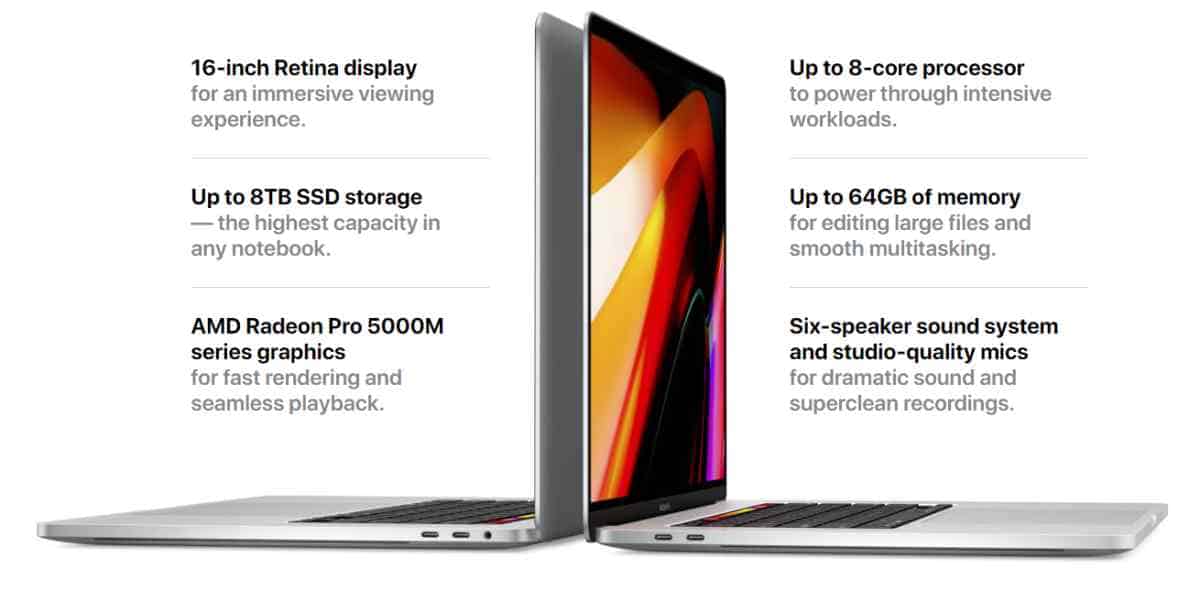 16-inch Retina display
for an immersive viewing
experience.
Up to 8TB SSD storage
— the highest capacity in
any notebook.
AMD Radeon Pro 5000M
series graphics
for fast rendering and
seamless playback.
Up to 8-core processor
to power through intensive
workloads.
Up to 64GB of memory
for editing large files and
smooth multitasking.
Six-speaker sound system
and studio-quality mics
for dramatic sound and
superclean recordings.